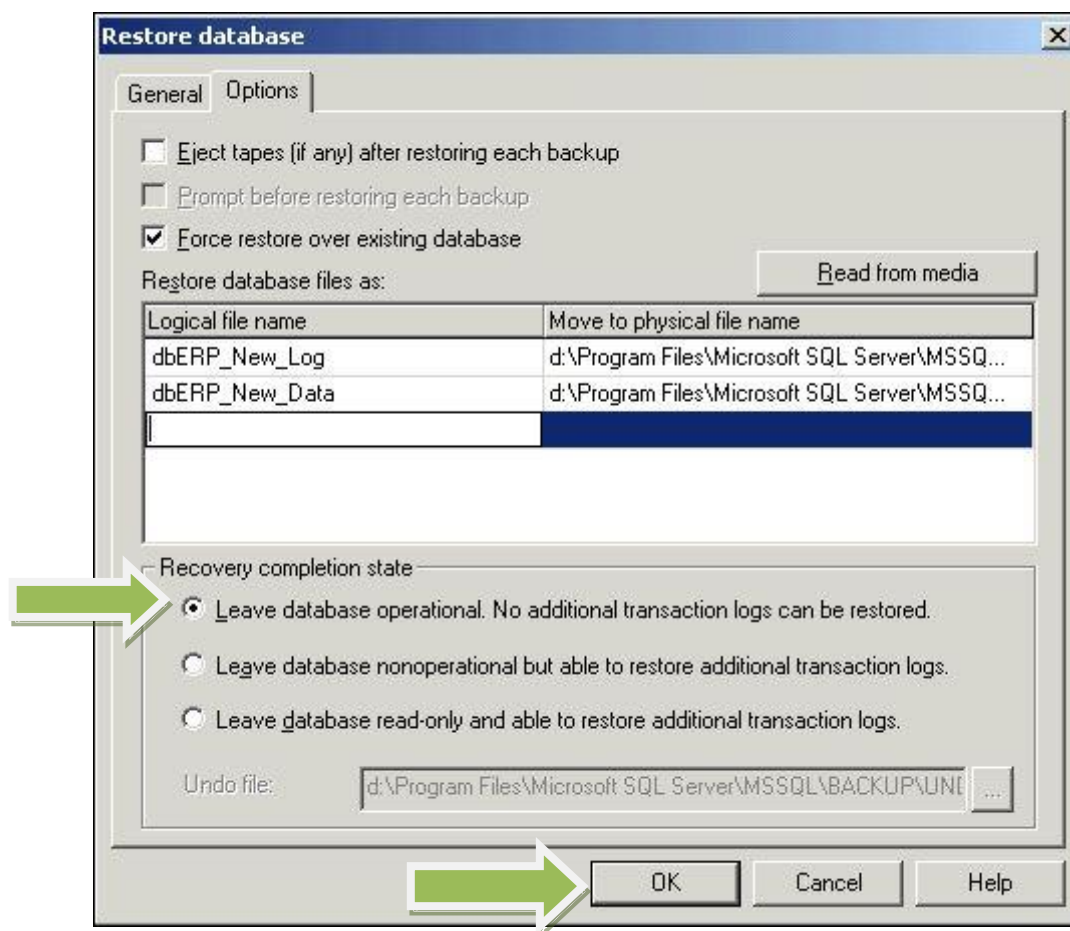 Restore database
General Options
Eject tapes (if any) after restoring each backup
Prompt before restoring each backup
Force restore over existing database
Restore database files as:
Read from media
Logical file name Move to physical file name
dbERP_New_Log d:\Program Files\Microsoft SQL Server\MSSQ...
dbERP_New_Data d:\Program Files\Microsoft SQL Server\MSSQ...
Recovery completion state
Leave database operational. No additional transaction logs can be restored.
Leave database nonoperational but able to restore additional transaction logs.
Leave database read-only and able to restore additional transaction logs.
Undo file: d:\Program Files\Microsoft SQL Server\MSSQL\BACKUP\UND ...
OK Cancel Help